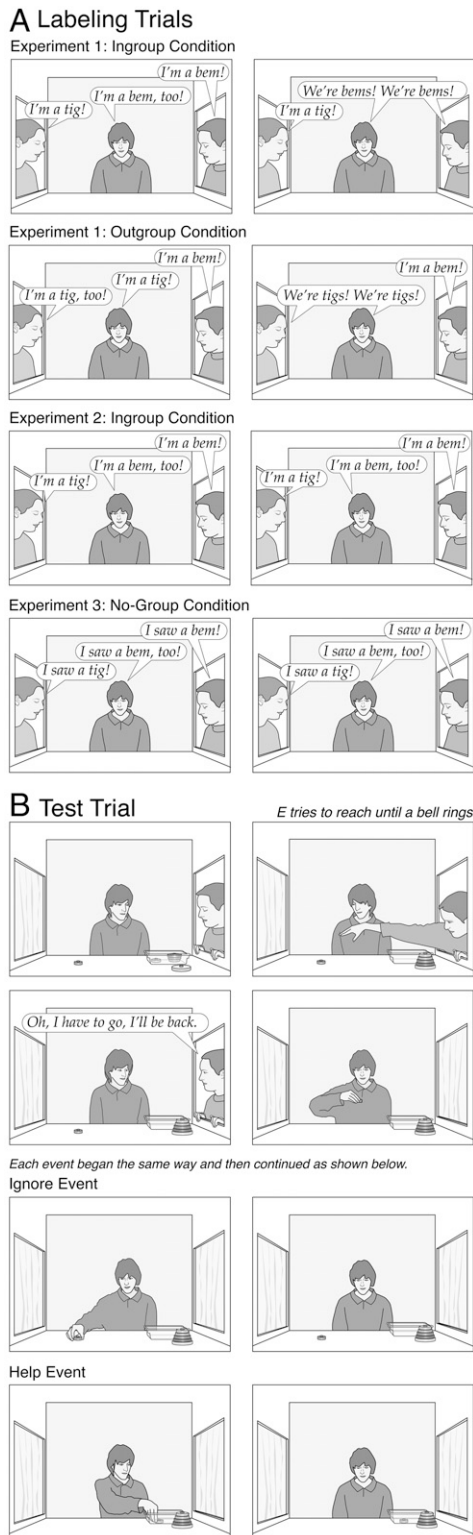 A Labeling Trials
Experiment 1: Ingroup Condition
I'm a bem!
I'm a bem, too!
I'm a tig!
We're bems! We're bems!
I'm a tig!
Experiment 1: Outgroup Condition
I'm a bem!
I'm a tig!
I'm a tig, too!
I'm a bem!
We're tigs! We're tigs!
Experiment 2: Ingroup Condition
I'm a bem!
I'm a bem, too!
I'm a tig!
I'm a bem!
I'm a bem, too!
I'm a tig!
Experiment 3: No-Group Condition
I saw a bem!
I saw a bem, too!
I saw a tig!
I saw a bem!
I saw a bem, too!
I saw a tig!
B Test Trial
E tries to reach until a bell rings
Oh, I have to go, I'll be back.
Each event began the same way and then continued as shown below.
Ignore Event
Help Event